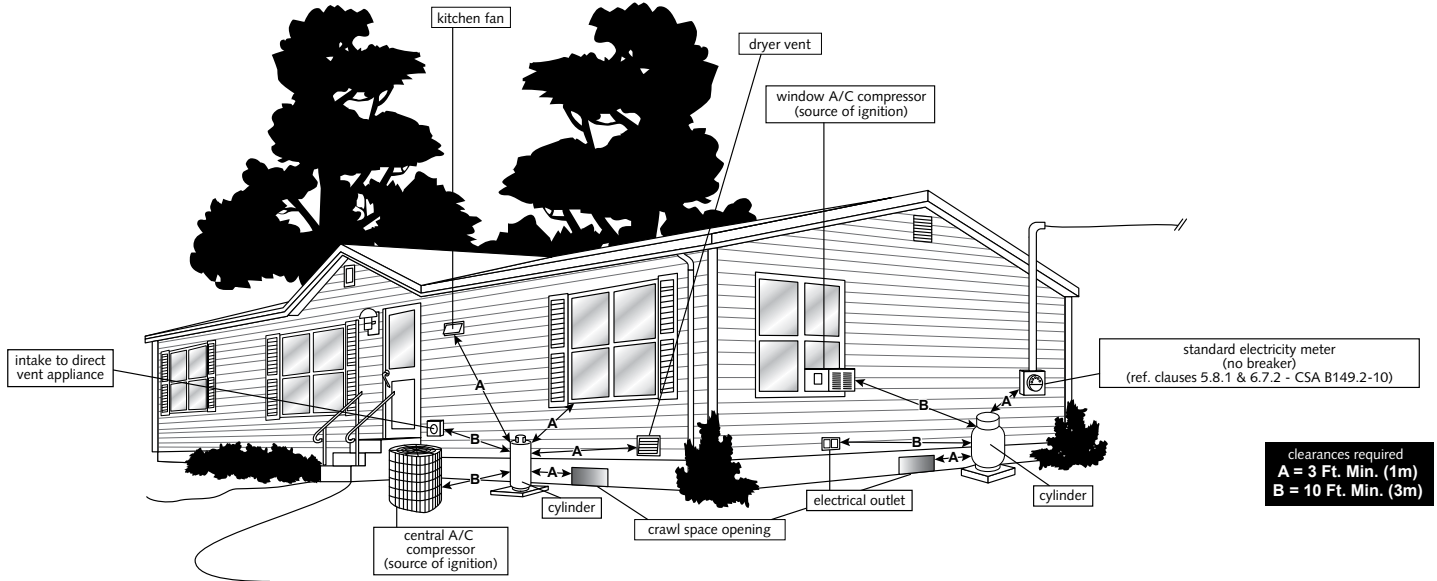 kitchen fan
dryer vent
window A/C compressor
(source of ignition)
intake to direct
vent appliance
standard electricity meter
(no breaker)
(ref. clauses 5.8.1 & 6.7.2 - CSA B149.2-10)
A
B
A
A
B
A
B
A
B
A
clearances required
A = 3 Ft. Min. (1m)
B = 10 Ft. Min. (3m)
cylinder
electrical outlet
cylinder
crawl space opening
central A/C
compressor
(source of ignition)